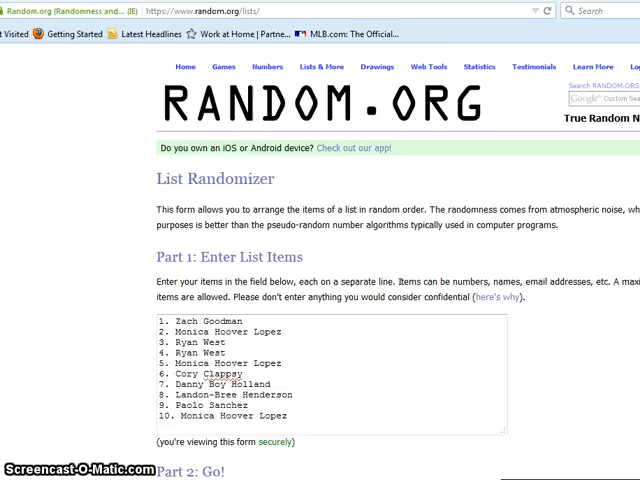 Random.org (Randomness and... (IE) https://www.random.org/lists/ Search
t Visited Getting Started Latest Headlines Work at Home | Partne... MLB.com: The Official...
Home Games Numbers Lists & More Drawings Web Tools Statistics Testimonials Learn More
Search RANDOM.ORG
RANDOM.ORG
Google™ Custom Sea
True Random N
Do you own an iOS or Android device? Check out our app!
List Randomizer
This form allows you to arrange the items of a list in random order. The randomness comes from atmospheric noise, wh
purposes is better than the pseudo-random number algorithms typically used in computer programs.
Part 1: Enter List Items
Enter your items in the field below, each on a separate line. Items can be numbers, names, email addresses, etc. A maxi
items are allowed. Please don't enter anything you would consider confidential (here's why).
1. Zach Goodman
2. Monica Hoover Lopez
3. Ryan West
4. Ryan West
5. Monica Hoover Lopez
6. Cory Clappsy
7. Danny Boy Holland
8. Landon-Bree Henderson
9. Paolo Sanchez
10. Monica Hoover Lopez
(you're viewing this form securely)
Part 2: Go!
Screencast-O-Matic.com